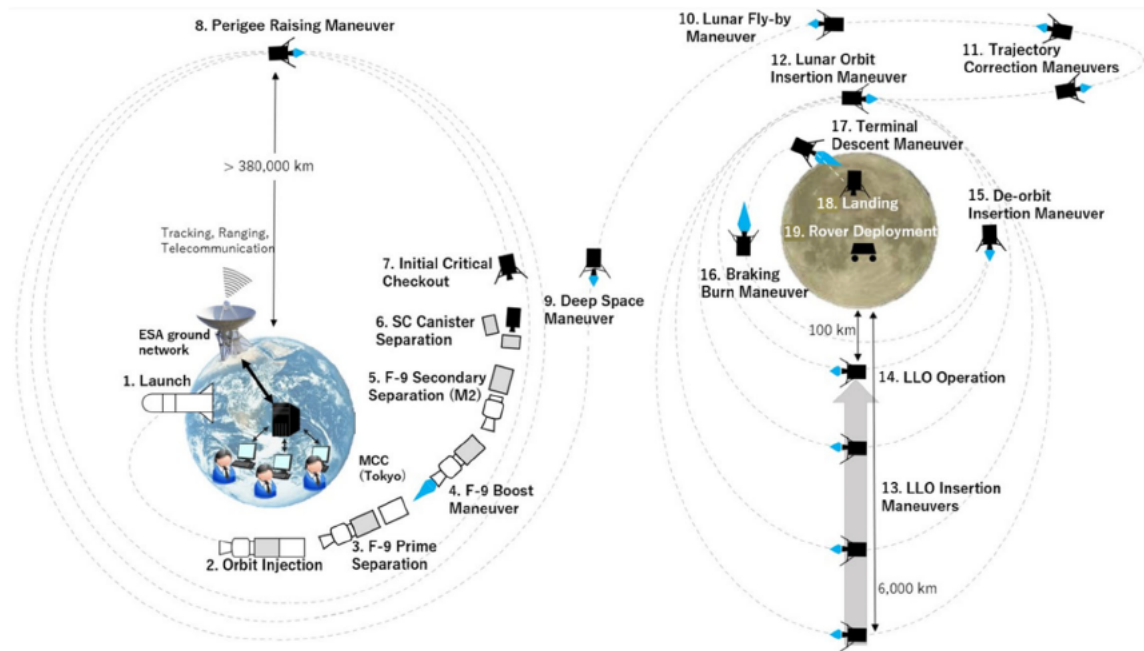 8. Perigee Raising Maneuver
> 380,000 km
Tracking, Ranging,
Telecommunication
ESA ground
network
1. Launch
MCC
(Tokyo)
2. Orbit Injection
3. F-9 Prime
Separation
4. F-9 Boost
Maneuver
5. F-9 Secondary
Separation (M2)
6. SC Canister
Separation
7. Initial Critical
Checkout
9. Deep Space
Maneuver
10. Lunar Fly-by
Maneuver
11. Trajectory
Correction Maneuvers
12. Lunar Orbit
Insertion Maneuver
17. Terminal
Descent Maneuver
18. Landing
19. Rover Deployment
15. De-orbit
Insertion Maneuver
16. Braking
Burn Maneuver
100 km
14. LLO Operation
13. LLO Insertion
Maneuvers
6,000 km